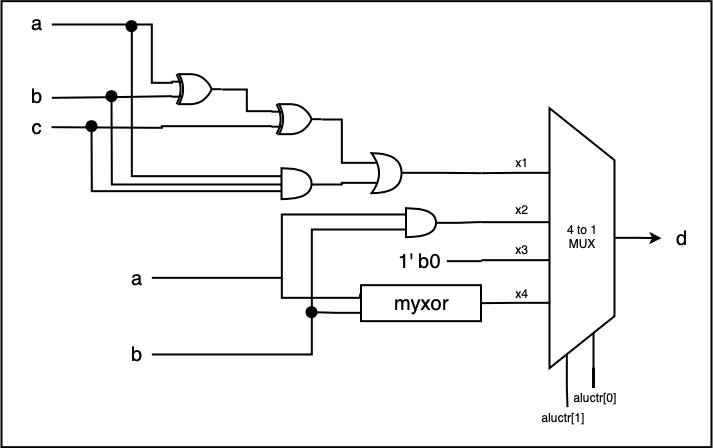 a
b
c
x1
x2
4 to 1
MUX
d
1' b0
x3
a
x4
myxor
b
aluctr[0]
aluctr[1]